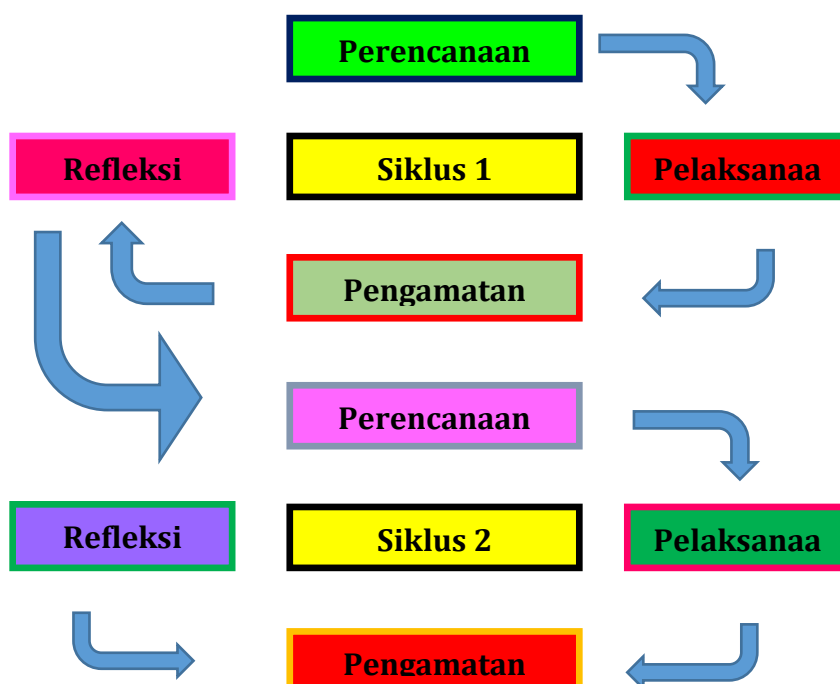 Perencanaan
Refleksi
Siklus 1
Pelaksanaa
Pengamatan
Perencanaan
Refleksi
Siklus 2
Pelaksanaa
Pengamatan